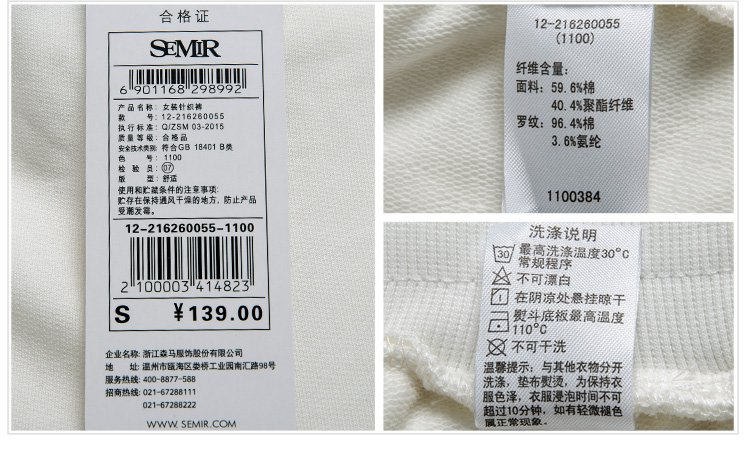 合格证
SEMIR
6 901168 298992
产品名称：女装针织裤
款　　号：12-216260055
执行标准：Q/ZSM 03-2015
质量等级：合格品
安全技术类别：符合GB 18401 B类
色　　号：1100
检 验 员：07
版　　型：舒适
使用和贮藏条件的注意事项：
贮存在保持通风干燥的地方，防止产品
受潮发霉。
12-216260055-1100
2 100003 414823
S ¥139.00
企业名称：浙江森马服饰股份有限公司
地　　址：温州市瓯海区娄桥工业园南汇路98号
服务热线：400-8877-588
招商热线：021-67288111
021-67288222
WWW. SEMIR.COM
12-216260055
(1100)
纤维含量：
面料：59.6%棉
40.4%聚酯纤维
罗纹：96.4%棉
3.6%氨纶
1100384
洗涤说明
30 最高洗涤温度30°C
常规程序
不可漂白
在阴凉处悬挂晾干
熨斗底板最高温度
110°C
不可干洗
温馨提示：与其他衣物分开
洗涤，垫布熨烫，为保持衣
服色泽，衣服浸泡时间不可
超过10分钟，如有轻微褪色
属正常现象。